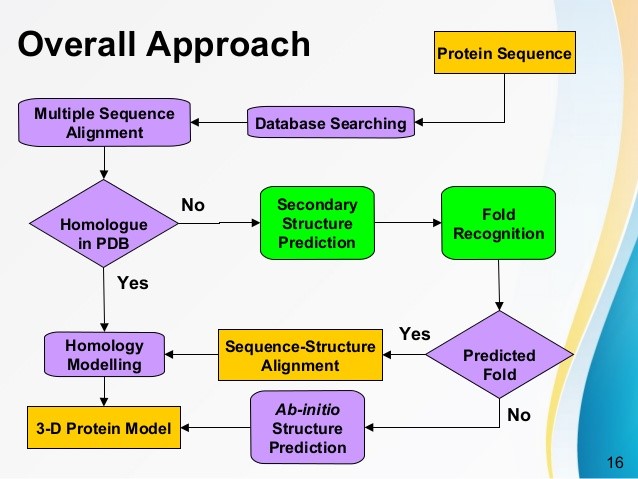 Overall Approach
Protein Sequence
Multiple Sequence
Alignment
Database Searching
Homologue
in PDB
No
Secondary
Structure
Prediction
Fold
Recognition
Yes
Homology
Modelling
Sequence-Structure
Alignment
Yes
Predicted
Fold
No
3-D Protein Model
Ab-initio
Structure
Prediction
16